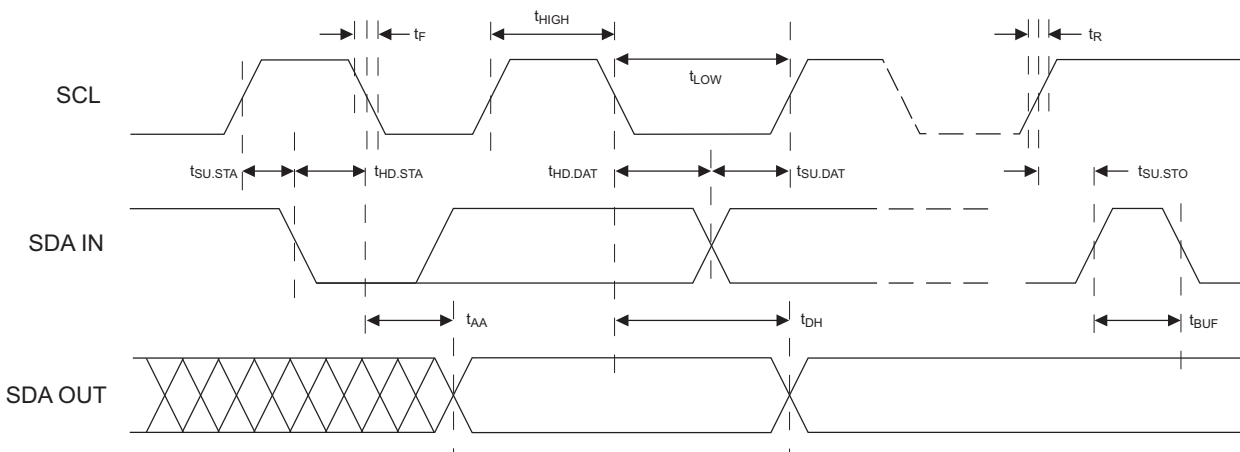 tF
tHIGH
tR
tLOW
SCL
tSU.STA
tHD.STA
tHD.DAT
tSU.DAT
tSU.STO
SDA IN
tAA
tDH
tBUF
SDA OUT